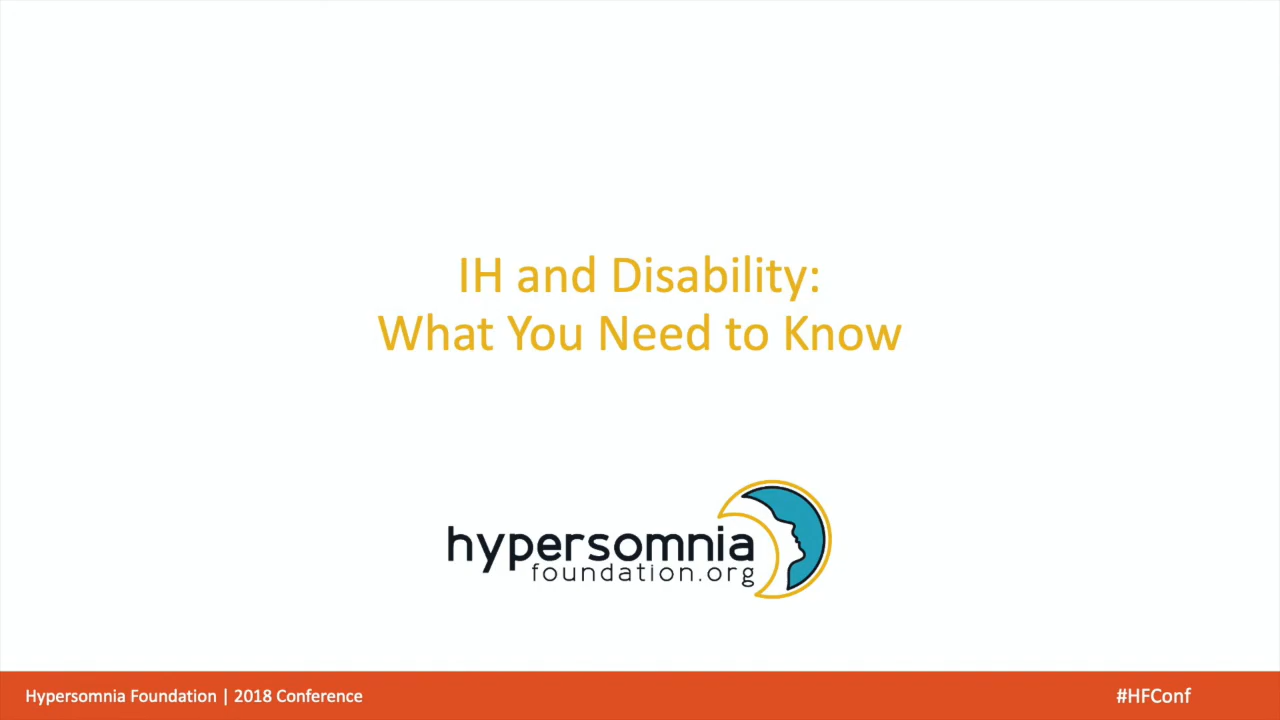 IH and Disability:
What You Need to Know
hypersomnia
foundation.org
Hypersomnia Foundation | 2018 Conference
#HFConf